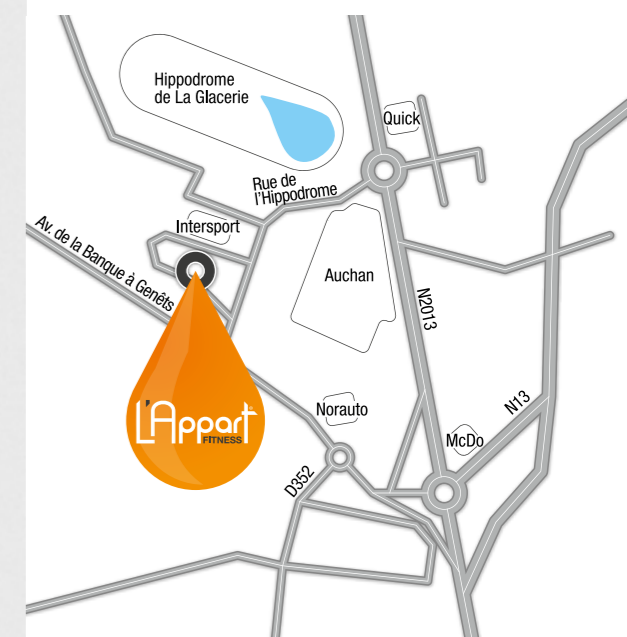 Hippodrome
de La Glacerie
Quick
Rue de
l'Hippodrome
Intersport
Av. de la Banque à Genêts
Auchan
N2013
L'Appart
FITNESS
Norauto
N13
McDo
D352